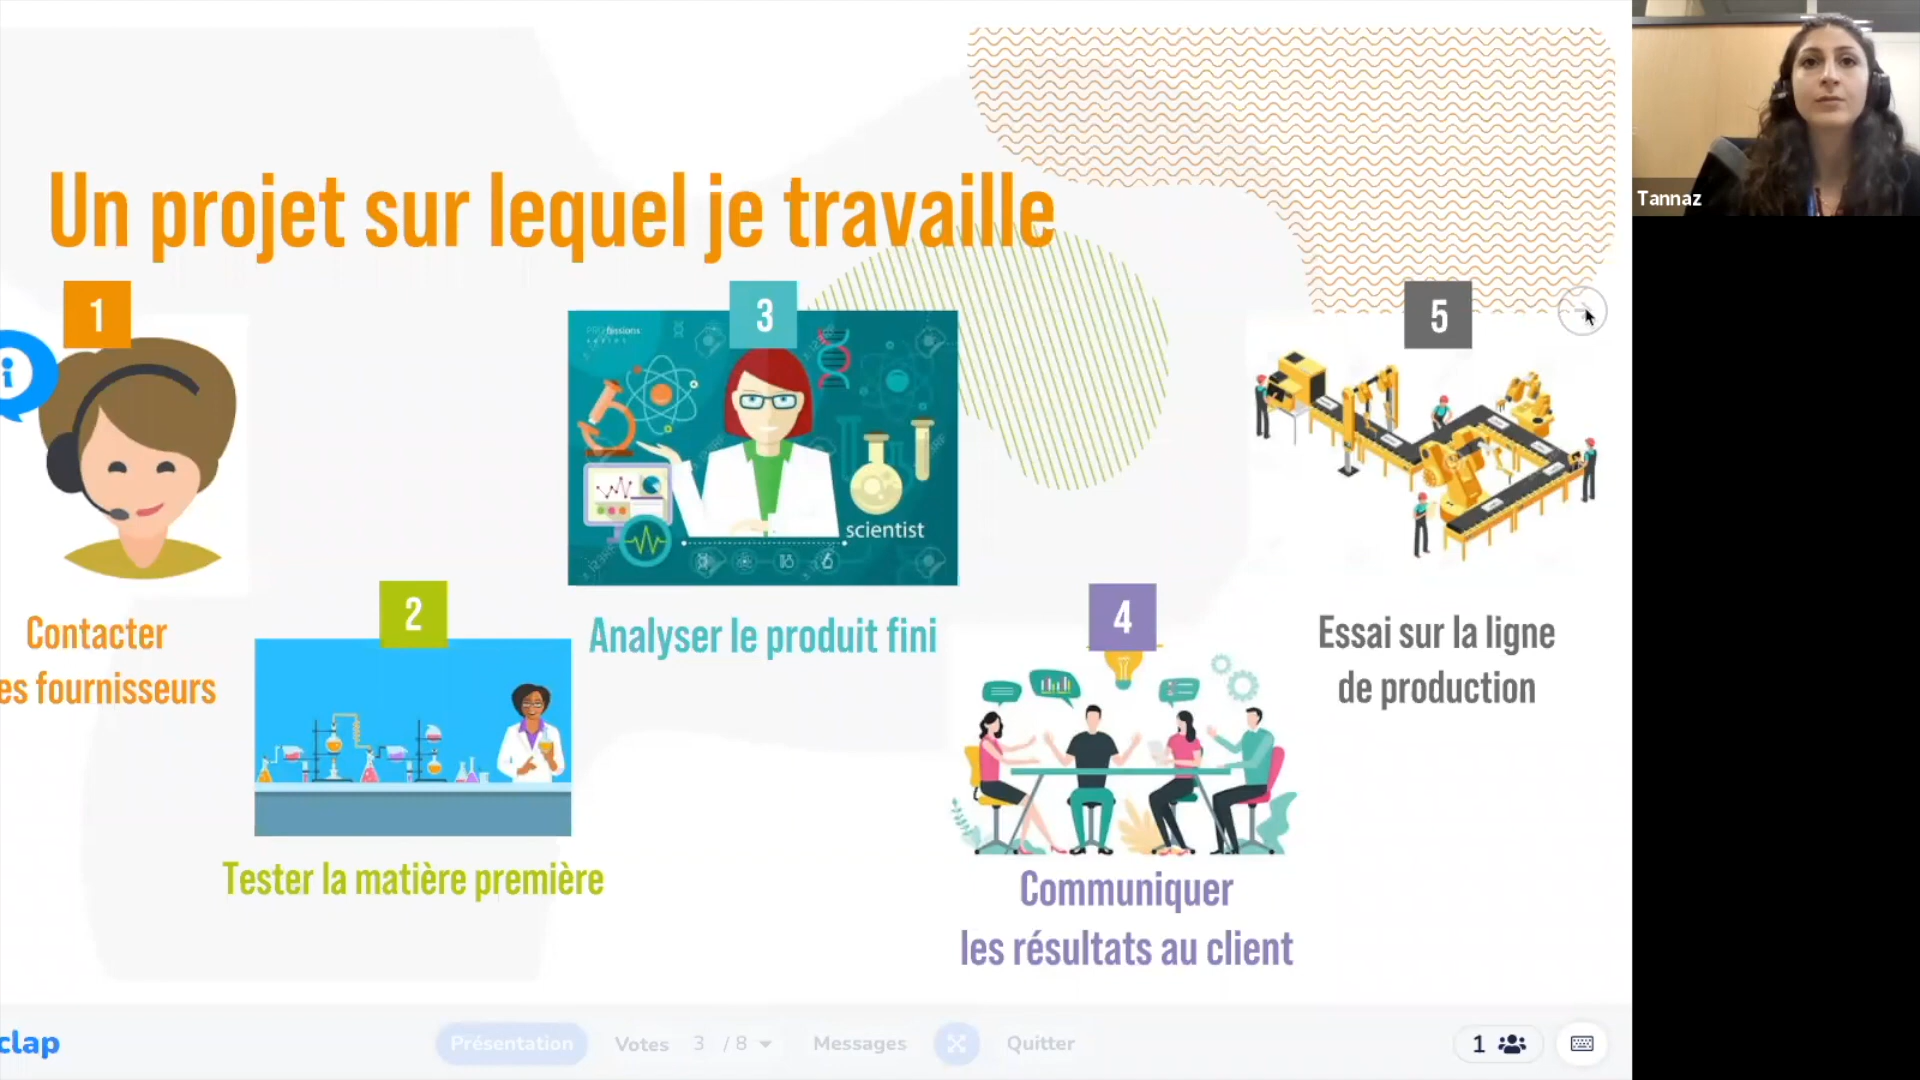 Un projet sur lequel je travaille
1
i
Contacter
es fournisseurs
2
Tester la matière première
3
PROfessions
scientist
Analyser le produit fini
4
Communiquer
les résultats au client
5
Essai sur la ligne
de production
Tannaz
clap
Présentation
Votes 3 / 8
Messages
Quitter
1